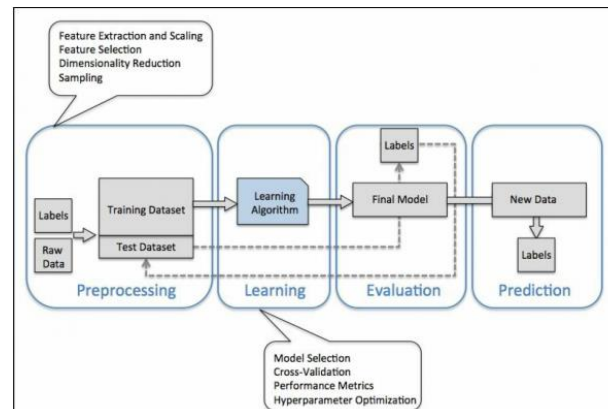 Feature Extraction and Scaling
Feature Selection
Dimensionality Reduction
Sampling
Labels
Raw
Data
Training Dataset
Test Dataset
Preprocessing
Learning
Algorithm
Learning
Labels
Final Model
Evaluation
New Data
Labels
Prediction
Model Selection
Cross-Validation
Performance Metrics
Hyperparameter Optimization